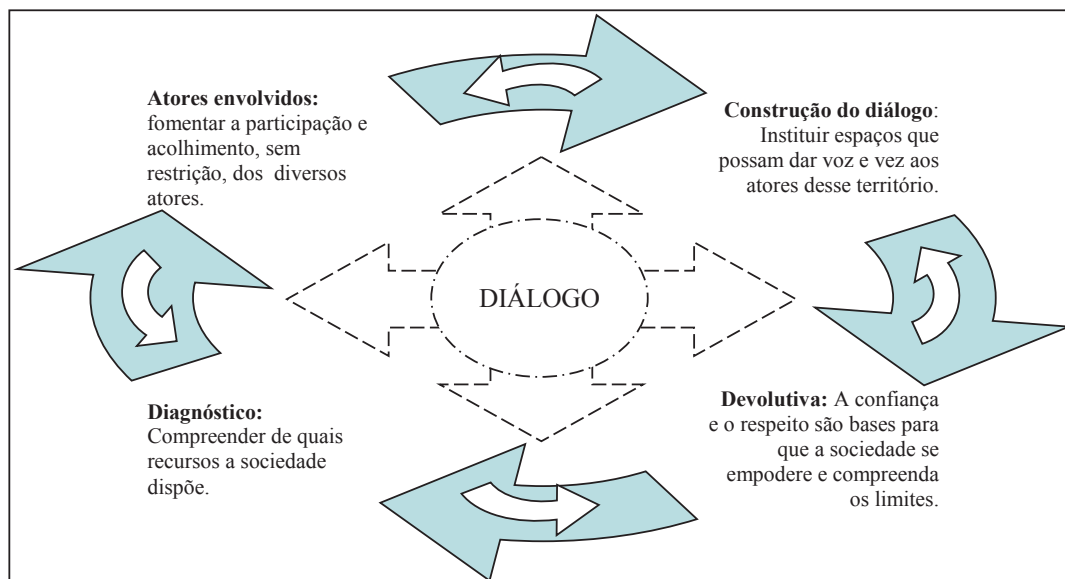 Atores envolvidos:
fomentar a participação e
acolhimento, sem
restrição, dos diversos
atores.
Construção do diálogo:
Instituir espaços que
possam dar voz e vez aos
atores desse território.
DIÁLOGO
Diagnóstico:
Compreender de quais
recursos a sociedade
dispõe.
Devolutiva: A confiança
e o respeito são bases para
que a sociedade se
empodere e compreenda
os limites.